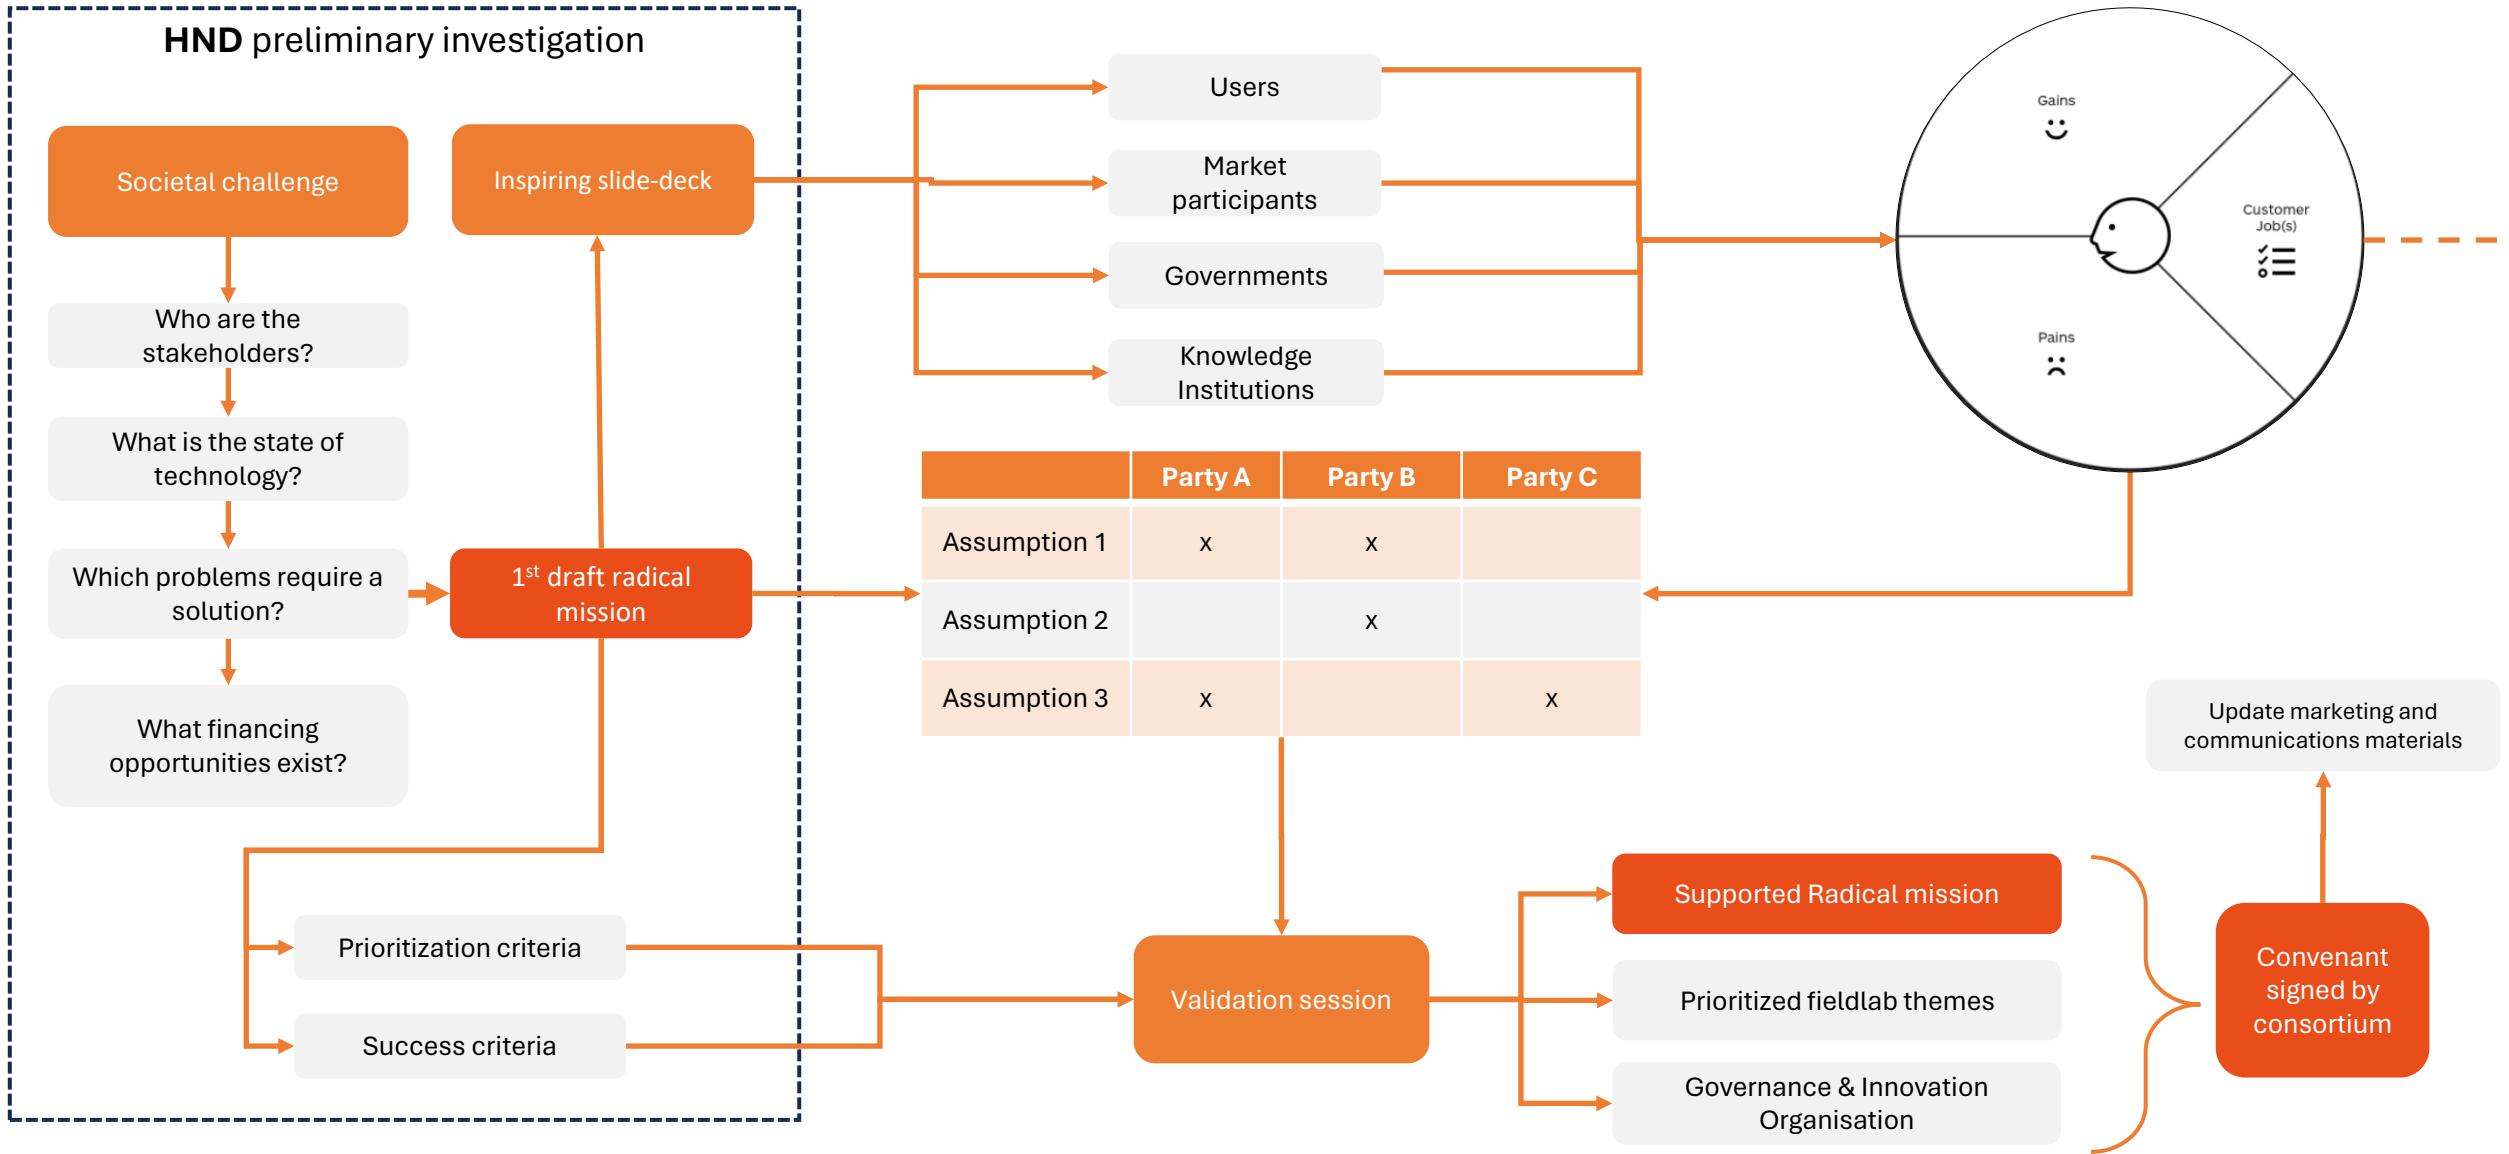 HND preliminary investigation
Societal challenge
Inspiring slide-deck
Who are the
stakeholders?
What is the state of
technology?
Which problems require a
solution?
1st draft radical
mission
What financing
opportunities exist?
Prioritization criteria
Success criteria
Users
Market
participants
Governments
Knowledge
Institutions
Gains
Customer
Job(s)
Pains
Party A Party B Party C
Assumption 1 x x
Assumption 2 x
Assumption 3 x x
Validation session
Supported Radical mission
Prioritized fieldlab themes
Governance & Innovation
Organisation
Update marketing and
communications materials
Convenant
signed by
consortium